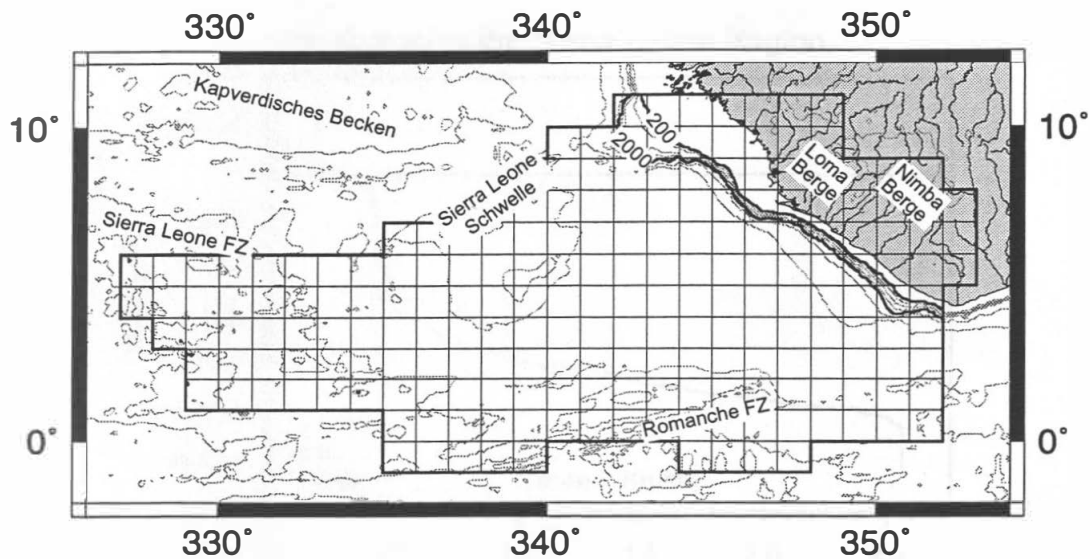 330° 340° 350°
Kapverdisches Becken
10° 10°
200
2000
Loma
Berge
Nimba
Berge
Sierra Leone
Schwelle
Sierra Leone FZ
Romanche FZ
0° 0°
330° 340° 350°